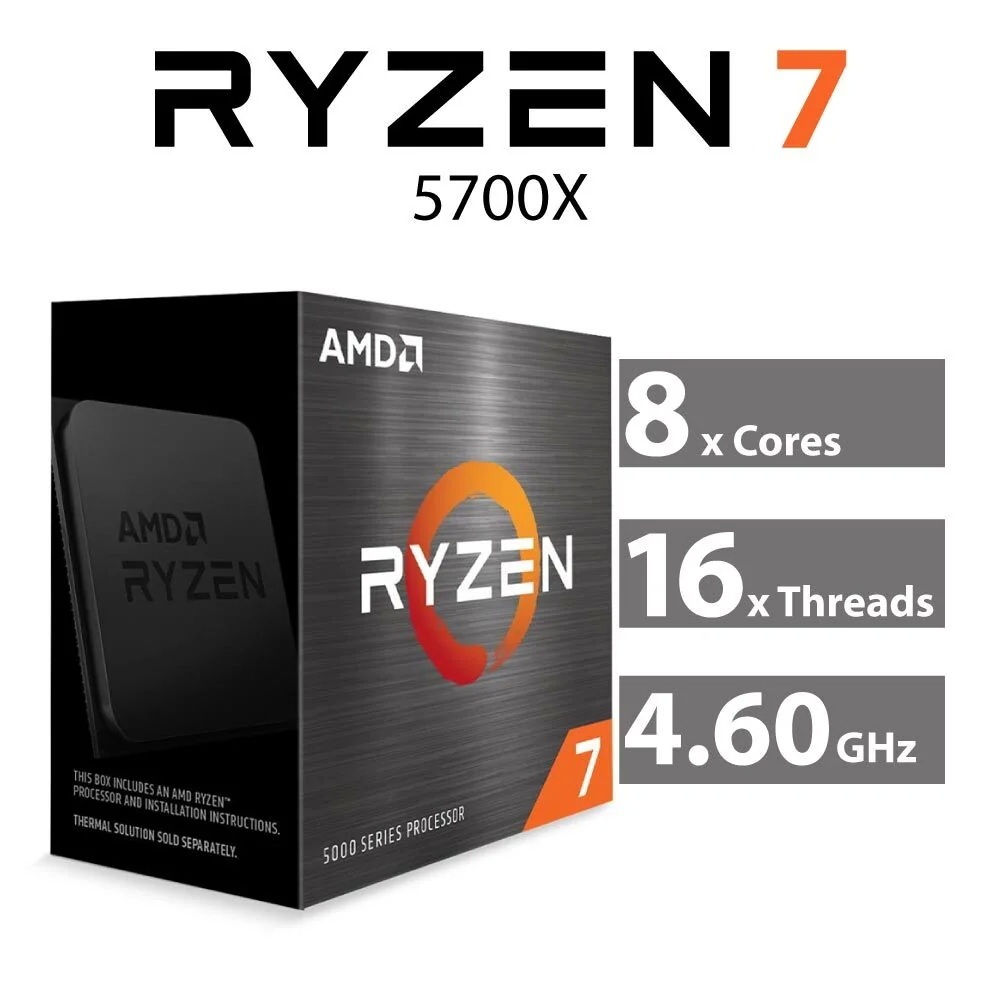 RYZEN 7
5700X
AMD
8 x Cores
AMD
RYZEN
RYZEN
16 x Threads
7
4.60 GHz
THIS BOX INCLUDES AN AMD RYZEN™
PROCESSOR AND INSTALLATION INSTRUCTIONS.
THERMAL SOLUTION SOLD SEPARATELY.
5000 SERIES PROCESSOR